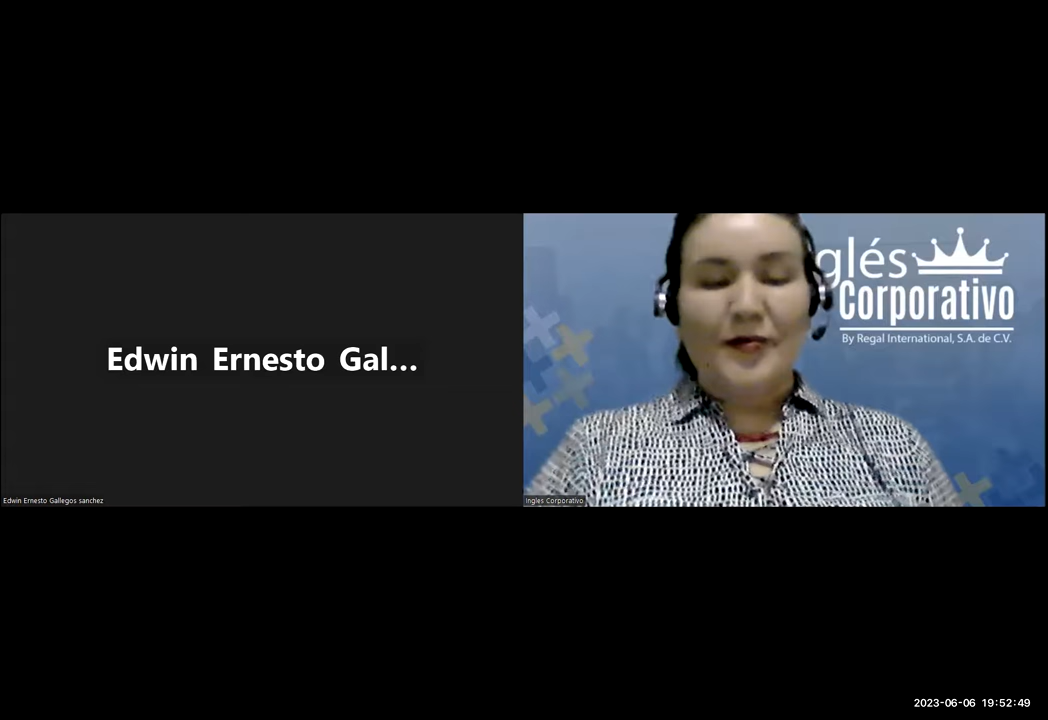 Edwin Ernesto Gal...
Edwin Ernesto Gallegos sanchez
glés
Corporativo
By Regal International, S.A. de C.V.
Ingles Corporativo
2023-06-06 19:52:49